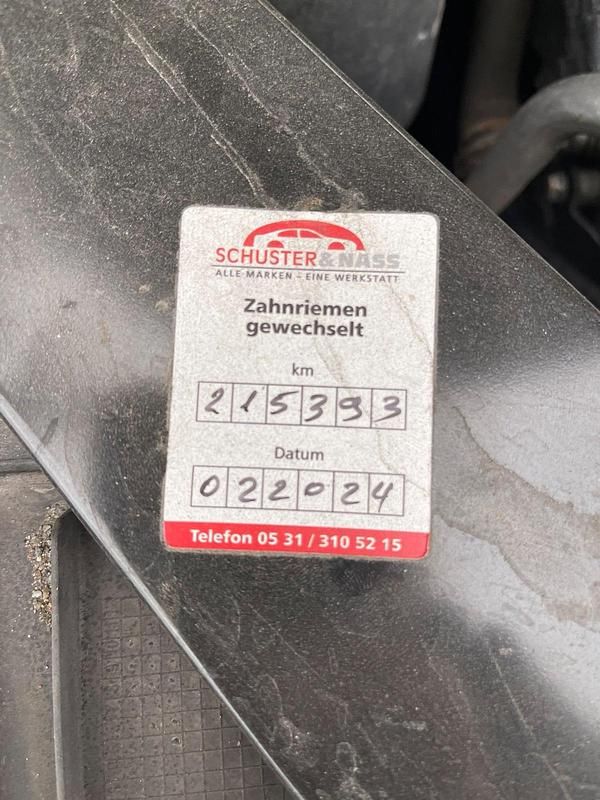 SCHUSTER & NASS
ALLE MARKEN – EINE WERKSTATT
Zahnriemen
gewechselt
km
215393
Datum
022024
Telefon 05 31 / 310 52 15